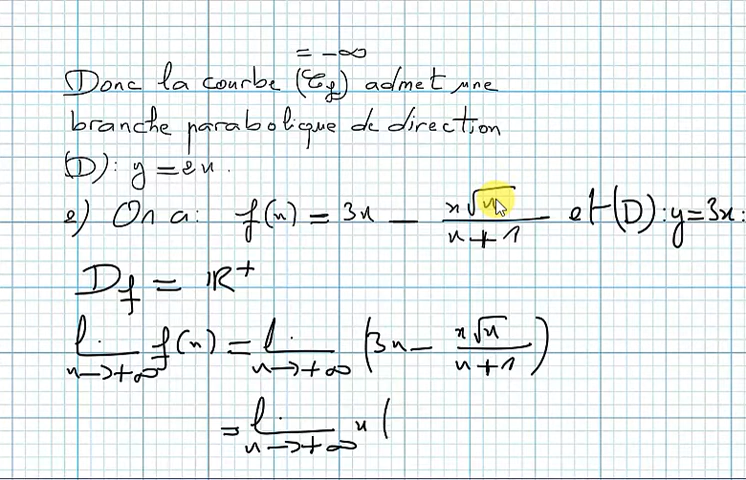 = -∞
Donc la courbe (𝒞f) admet une
branche parabolique de direction
(D): y = 2x.
e) On a: f(x) = 3x - x√x / x+1 et (D): y = 3x.
Df = ℝ+
lim x→+∞ f(x) = lim x→+∞ (3x - x√x / x+1)
= lim x→+∞ x (